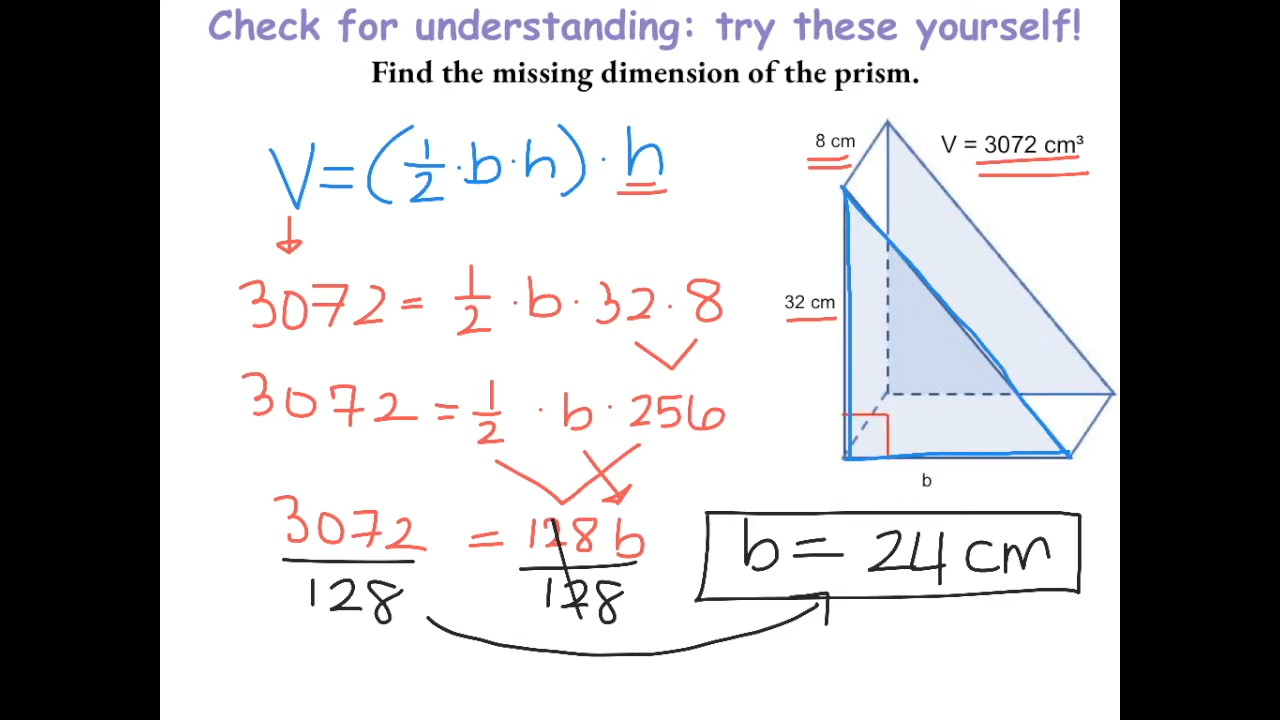 Check for understanding: try these yourself!
Find the missing dimension of the prism.
V = (1/2 · b · h) · h
8 cm
V = 3072 cm³
3072 = 1/2 · b · 32 · 8
32 cm
3072 = 1/2 · b · 256
b
3072/128 = 128b/128
b = 24 cm